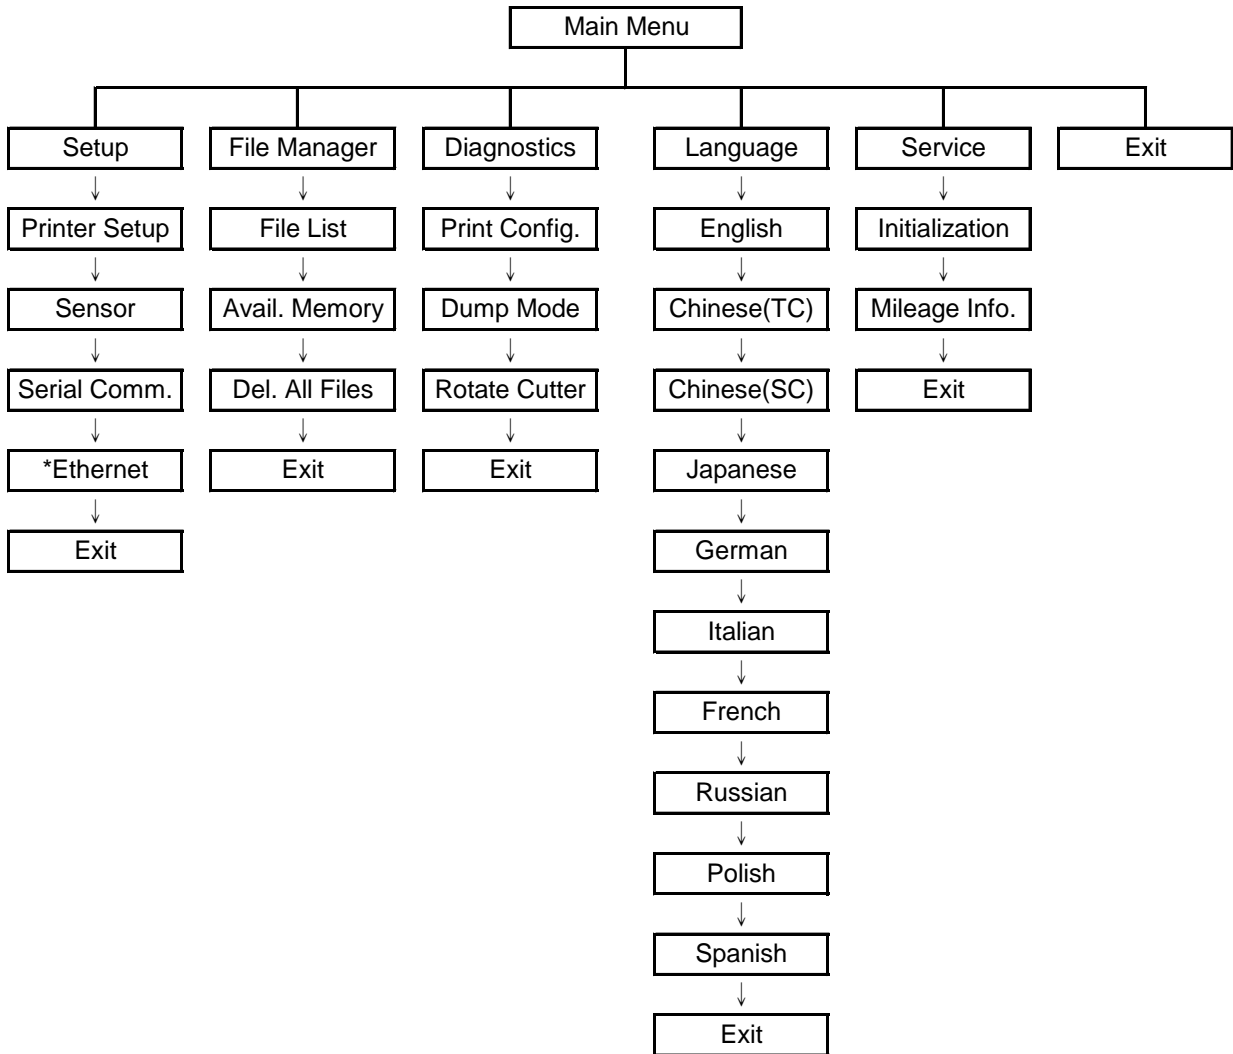 Main Menu
Setup
File Manager
Diagnostics
Language
Service
Exit
Printer Setup
File List
Print Config.
English
Initialization
Sensor
Avail. Memory
Dump Mode
Chinese(TC)
Mileage Info.
Serial Comm.
Del. All Files
Rotate Cutter
Chinese(SC)
Exit
*Ethernet
Exit
Exit
Japanese
Exit
German
Italian
French
Russian
Polish
Spanish
Exit